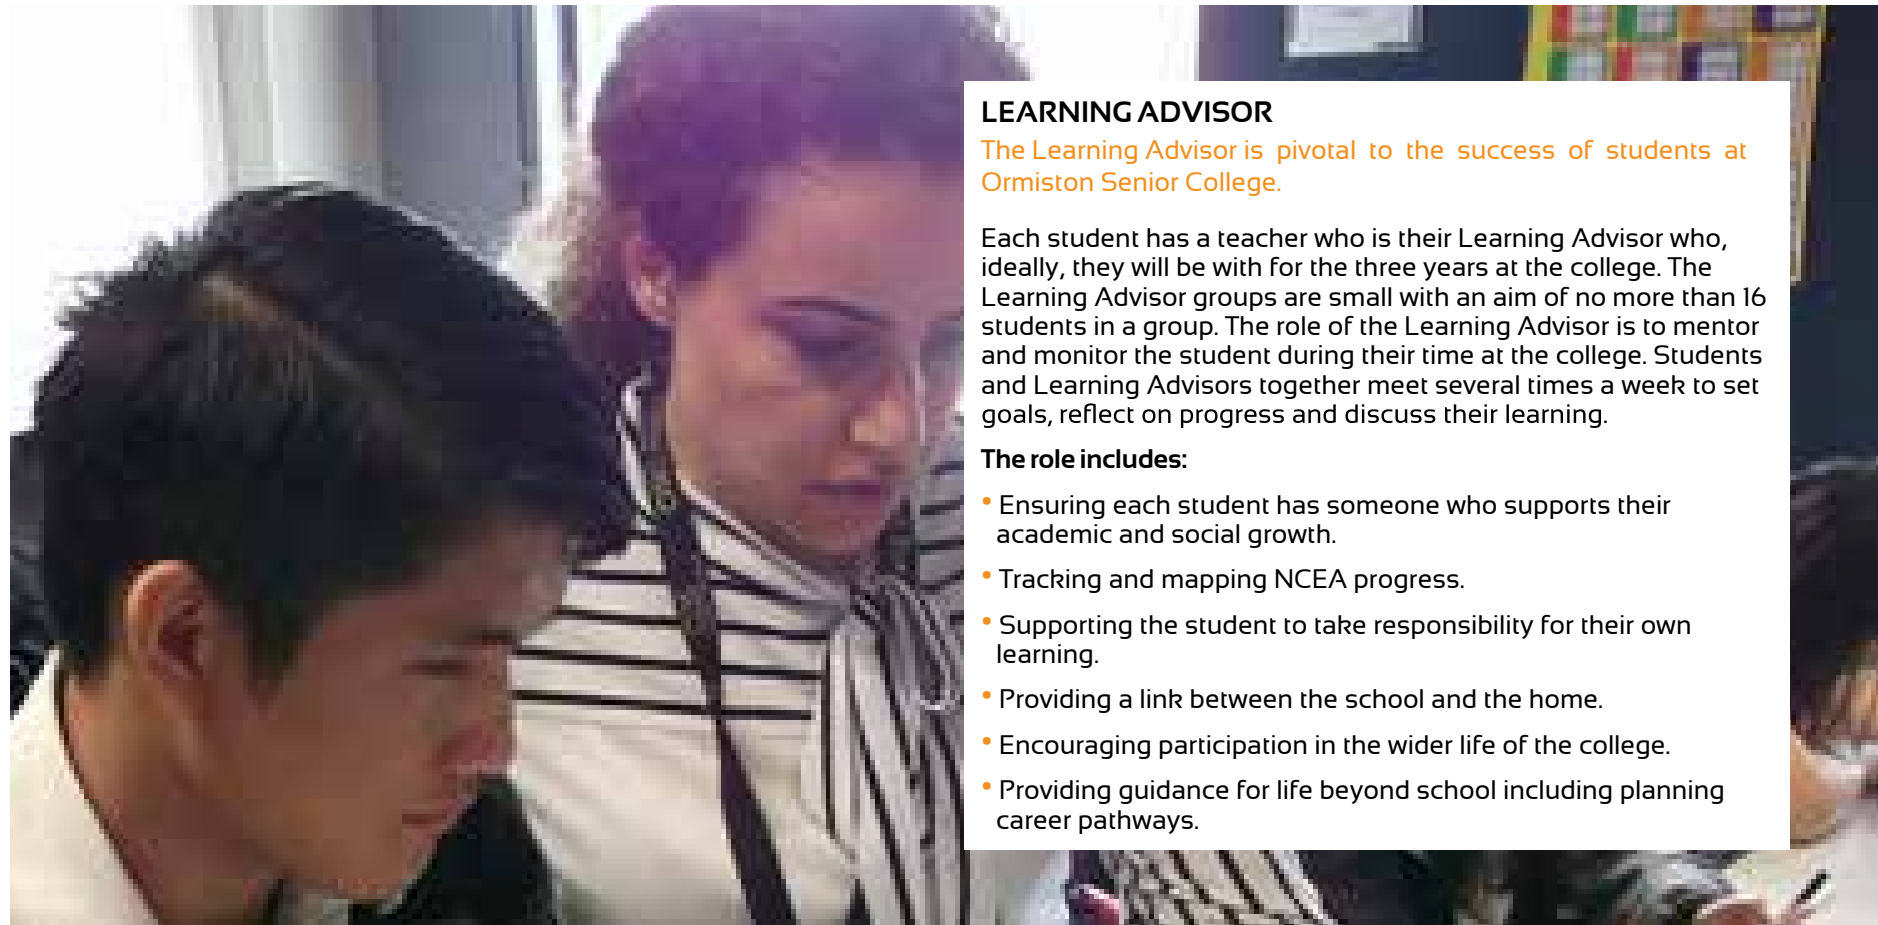 LEARNING ADVISOR
The Learning Advisor is pivotal to the success of students at
Ormiston Senior College.
Each student has a teacher who is their Learning Advisor who,
ideally, they will be with for the three years at the college. The
Learning Advisor groups are small with an aim of no more than 16
students in a group. The role of the Learning Advisor is to mentor
and monitor the student during their time at the college. Students
and Learning Advisors together meet several times a week to set
goals, reflect on progress and discuss their learning.
The role includes:
• Ensuring each student has someone who supports their
academic and social growth.
• Tracking and mapping NCEA progress.
• Supporting the student to take responsibility for their own
learning.
• Providing a link between the school and the home.
• Encouraging participation in the wider life of the college.
• Providing guidance for life beyond school including planning
career pathways.